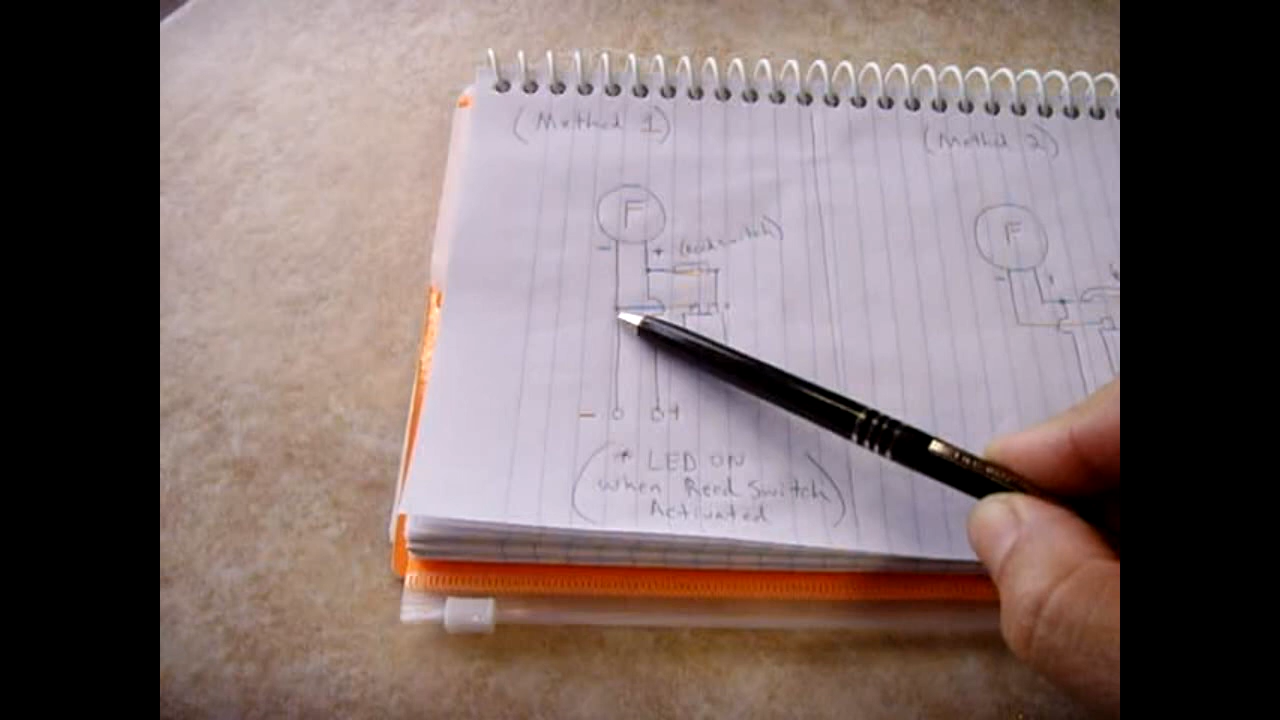 (Method 1)
(Method 2)
F
F
- + (Reed switch)
-
- +
(* LED ON
when Reed Switch
Activated)